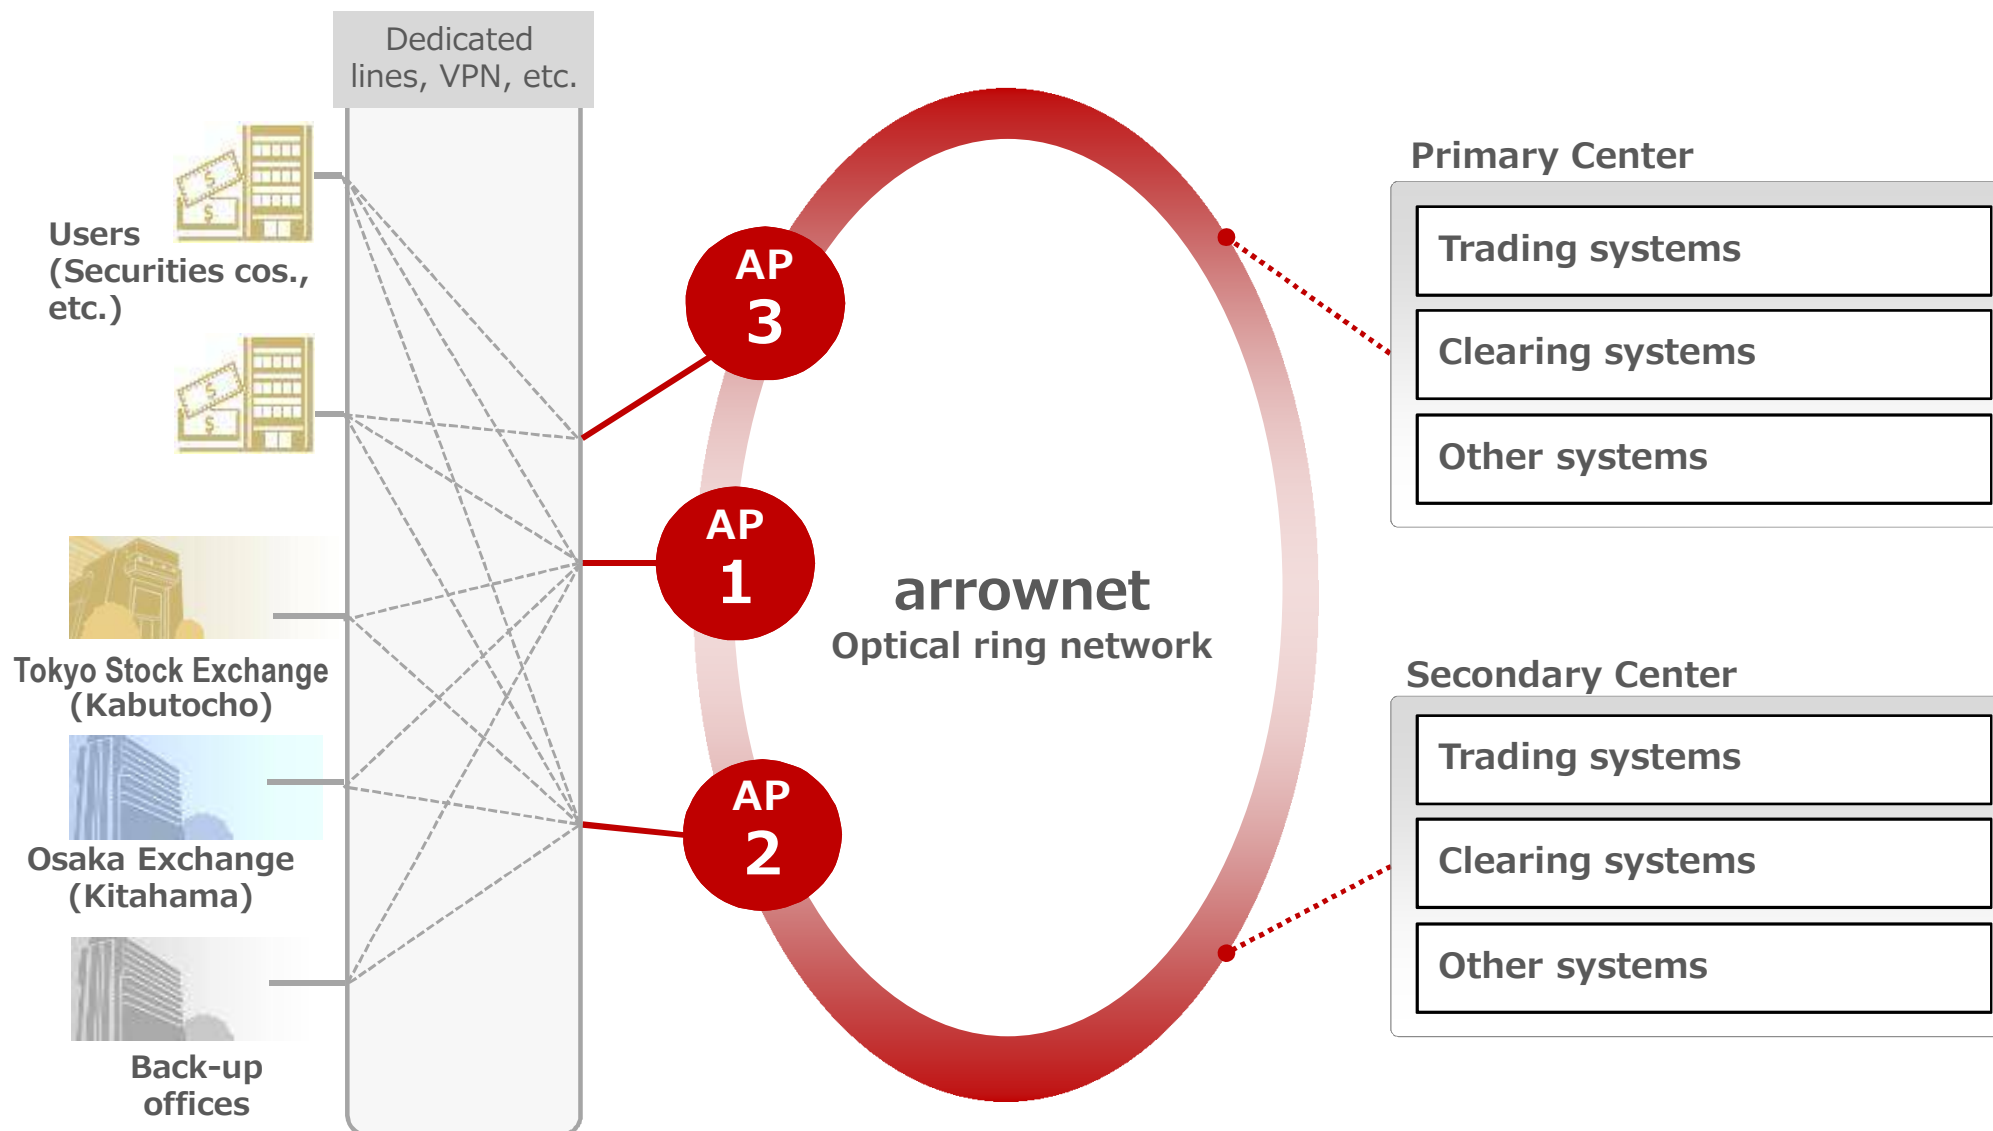 Dedicated
lines, VPN, etc.
Users
(Securities cos.,
etc.)
Tokyo Stock Exchange
(Kabutocho)
Osaka Exchange
(Kitahama)
Back-up
offices
AP
3
AP
1
AP
2
arrownet
Optical ring network
Primary Center
Trading systems
Clearing systems
Other systems
Secondary Center
Trading systems
Clearing systems
Other systems